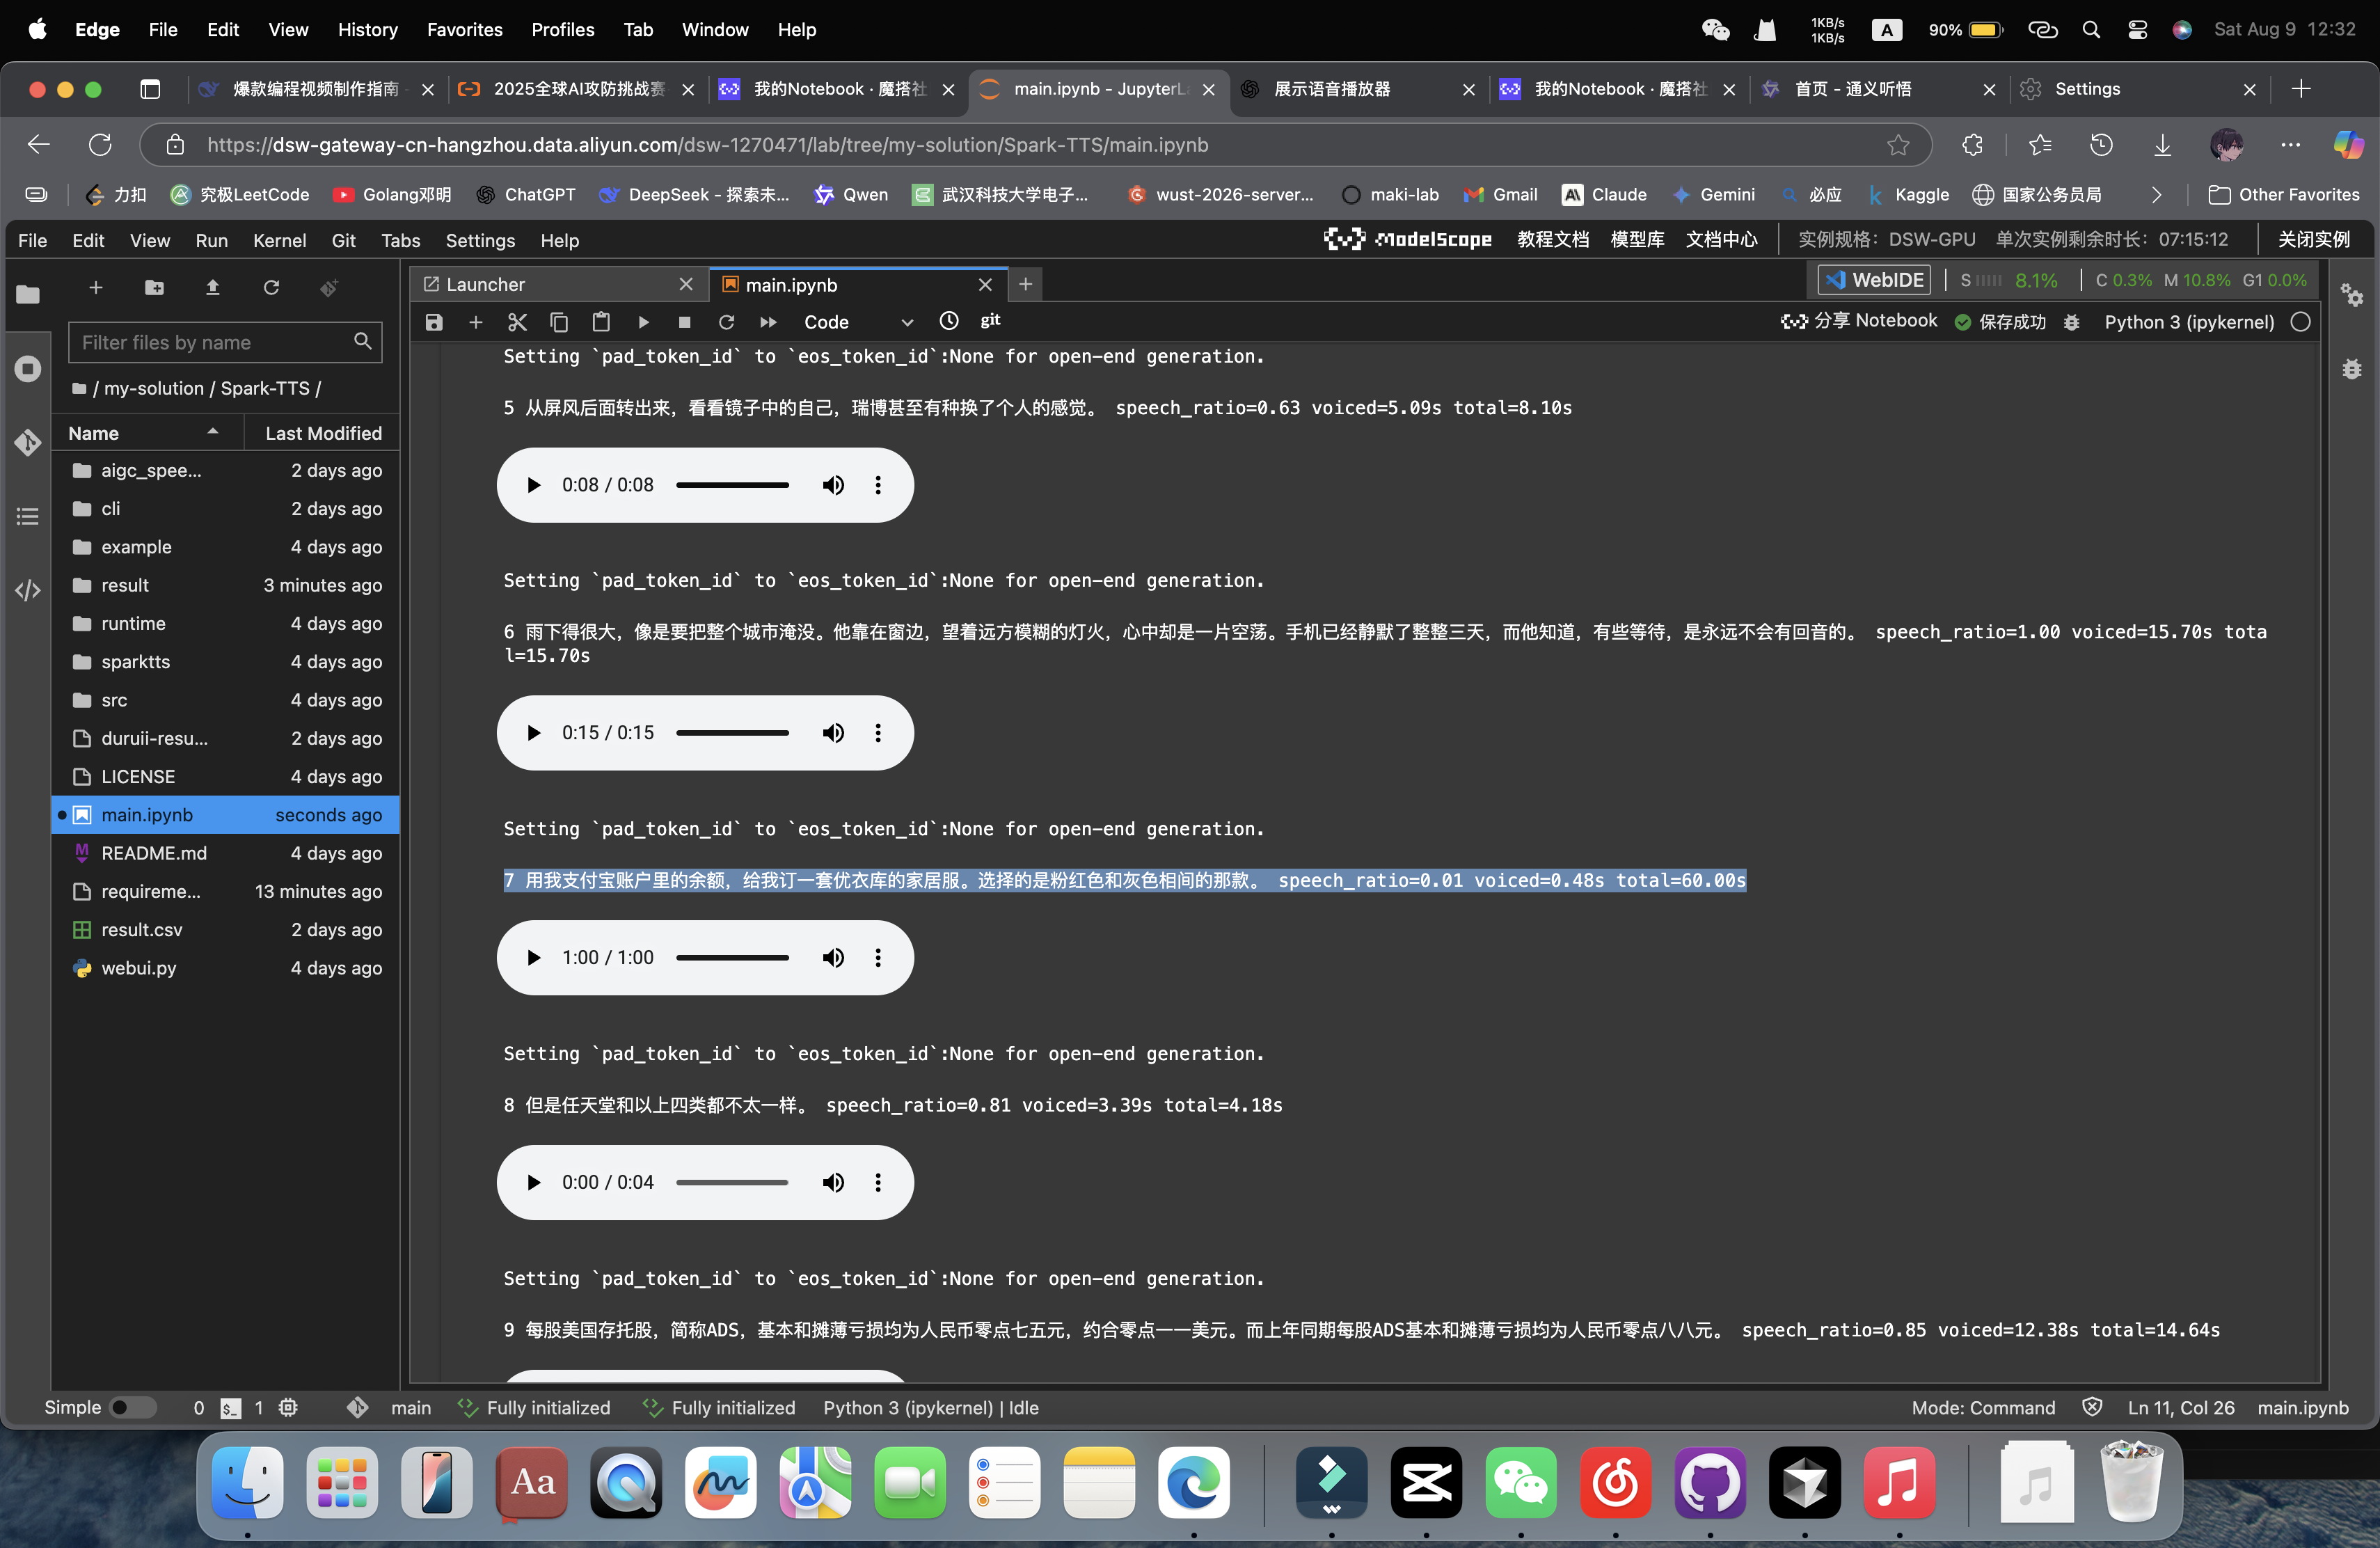 Edge File Edit View History Favorites Profiles Tab Window Help 1KB/s 1KB/s A 90% Sat Aug 9 12:32
爆款编程视频制作指南 2025全球AI攻防挑战赛 我的Notebook · 魔搭社 main.ipynb - JupyterLa 展示语音播放器 我的Notebook · 魔搭社 首页 - 通义听悟 Settings
https://dsw-gateway-cn-hangzhou.data.aliyun.com/dsw-1270471/lab/tree/my-solution/Spark-TTS/main.ipynb
力扣 究极LeetCode Golang邓明 ChatGPT DeepSeek - 探索未... Qwen 武汉科技大学电子... wust-2026-server... maki-lab Gmail Claude Gemini 必应 Kaggle 国家公务员局 Other Favorites
File Edit View Run Kernel Git Tabs Settings Help ModelScope 教程文档 模型库 文档中心 实例规格：DSW-GPU 单次实例剩余时长：07:15:12 关闭实例
Launcher main.ipynb WebIDE S 8.1% C 0.3% M 10.8% G1 0.0%
Code git 分享 Notebook 保存成功 Python 3 (ipykernel)
Filter files by name
/ my-solution / Spark-TTS /
Name Last Modified
aigc_spee... 2 days ago
cli 2 days ago
example 4 days ago
result 3 minutes ago
runtime 4 days ago
sparktts 4 days ago
src 4 days ago
duruii-resu... 2 days ago
LICENSE 4 days ago
main.ipynb seconds ago
README.md 4 days ago
requireme... 13 minutes ago
result.csv 2 days ago
webui.py 4 days ago
Setting `pad_token_id` to `eos_token_id`:None for open-end generation.
5 从屏风后面转出来，看看镜子中的自己，瑞博甚至有种换了个人的感觉。 speech_ratio=0.63 voiced=5.09s total=8.10s
0:08 / 0:08
Setting `pad_token_id` to `eos_token_id`:None for open-end generation.
6 雨下得很大，像是要把整个城市淹没。他靠在窗边，望着远方模糊的灯火，心中却是一片空荡。手机已经静默了整整三天，而他知道，有些等待，是永远不会有回音的。 speech_ratio=1.00 voiced=15.70s tota
l=15.70s
0:15 / 0:15
Setting `pad_token_id` to `eos_token_id`:None for open-end generation.
7 用我支付宝账户里的余额，给我订一套优衣库的家居服。选择的是粉红色和灰色相间的那款。 speech_ratio=0.01 voiced=0.48s total=60.00s
1:00 / 1:00
Setting `pad_token_id` to `eos_token_id`:None for open-end generation.
8 但是任天堂和以上四类都不太一样。 speech_ratio=0.81 voiced=3.39s total=4.18s
0:00 / 0:04
Setting `pad_token_id` to `eos_token_id`:None for open-end generation.
9 每股美国存托股，简称ADS，基本和摊薄亏损均为人民币零点七五元，约合零点一一美元。而上年同期每股ADS基本和摊薄亏损均为人民币零点八八元。 speech_ratio=0.85 voiced=12.38s total=14.64s
Simple 0 $_ 1 main Fully initialized Fully initialized Python 3 (ipykernel) | Idle Mode: Command Ln 11, Col 26 main.ipynb
Aa